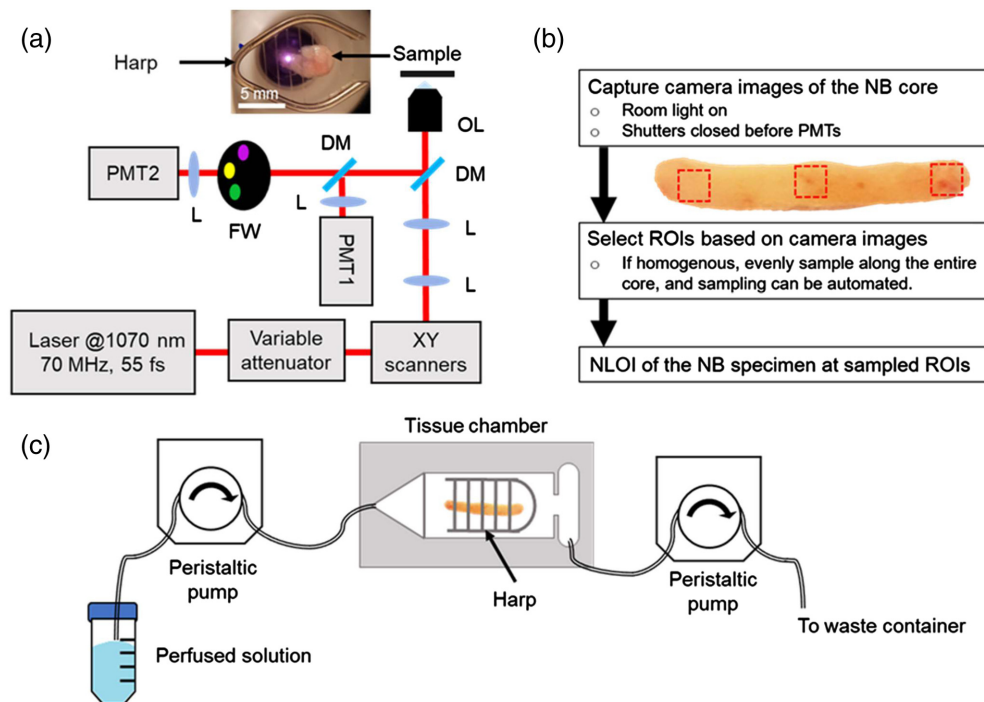 (a)
Harp
Sample
5 mm
OL
DM
DM
PMT2
L
FW
L
PMT1
L
L
Laser @1070 nm
70 MHz, 55 fs
Variable
attenuator
XY
scanners
(b)
Capture camera images of the NB core
o Room light on
o Shutters closed before PMTs
Select ROIs based on camera images
o If homogenous, evenly sample along the entire
core, and sampling can be automated.
NLOI of the NB specimen at sampled ROIs
(c)
Tissue chamber
Peristaltic
pump
Harp
Peristaltic
pump
Perfused solution
To waste container